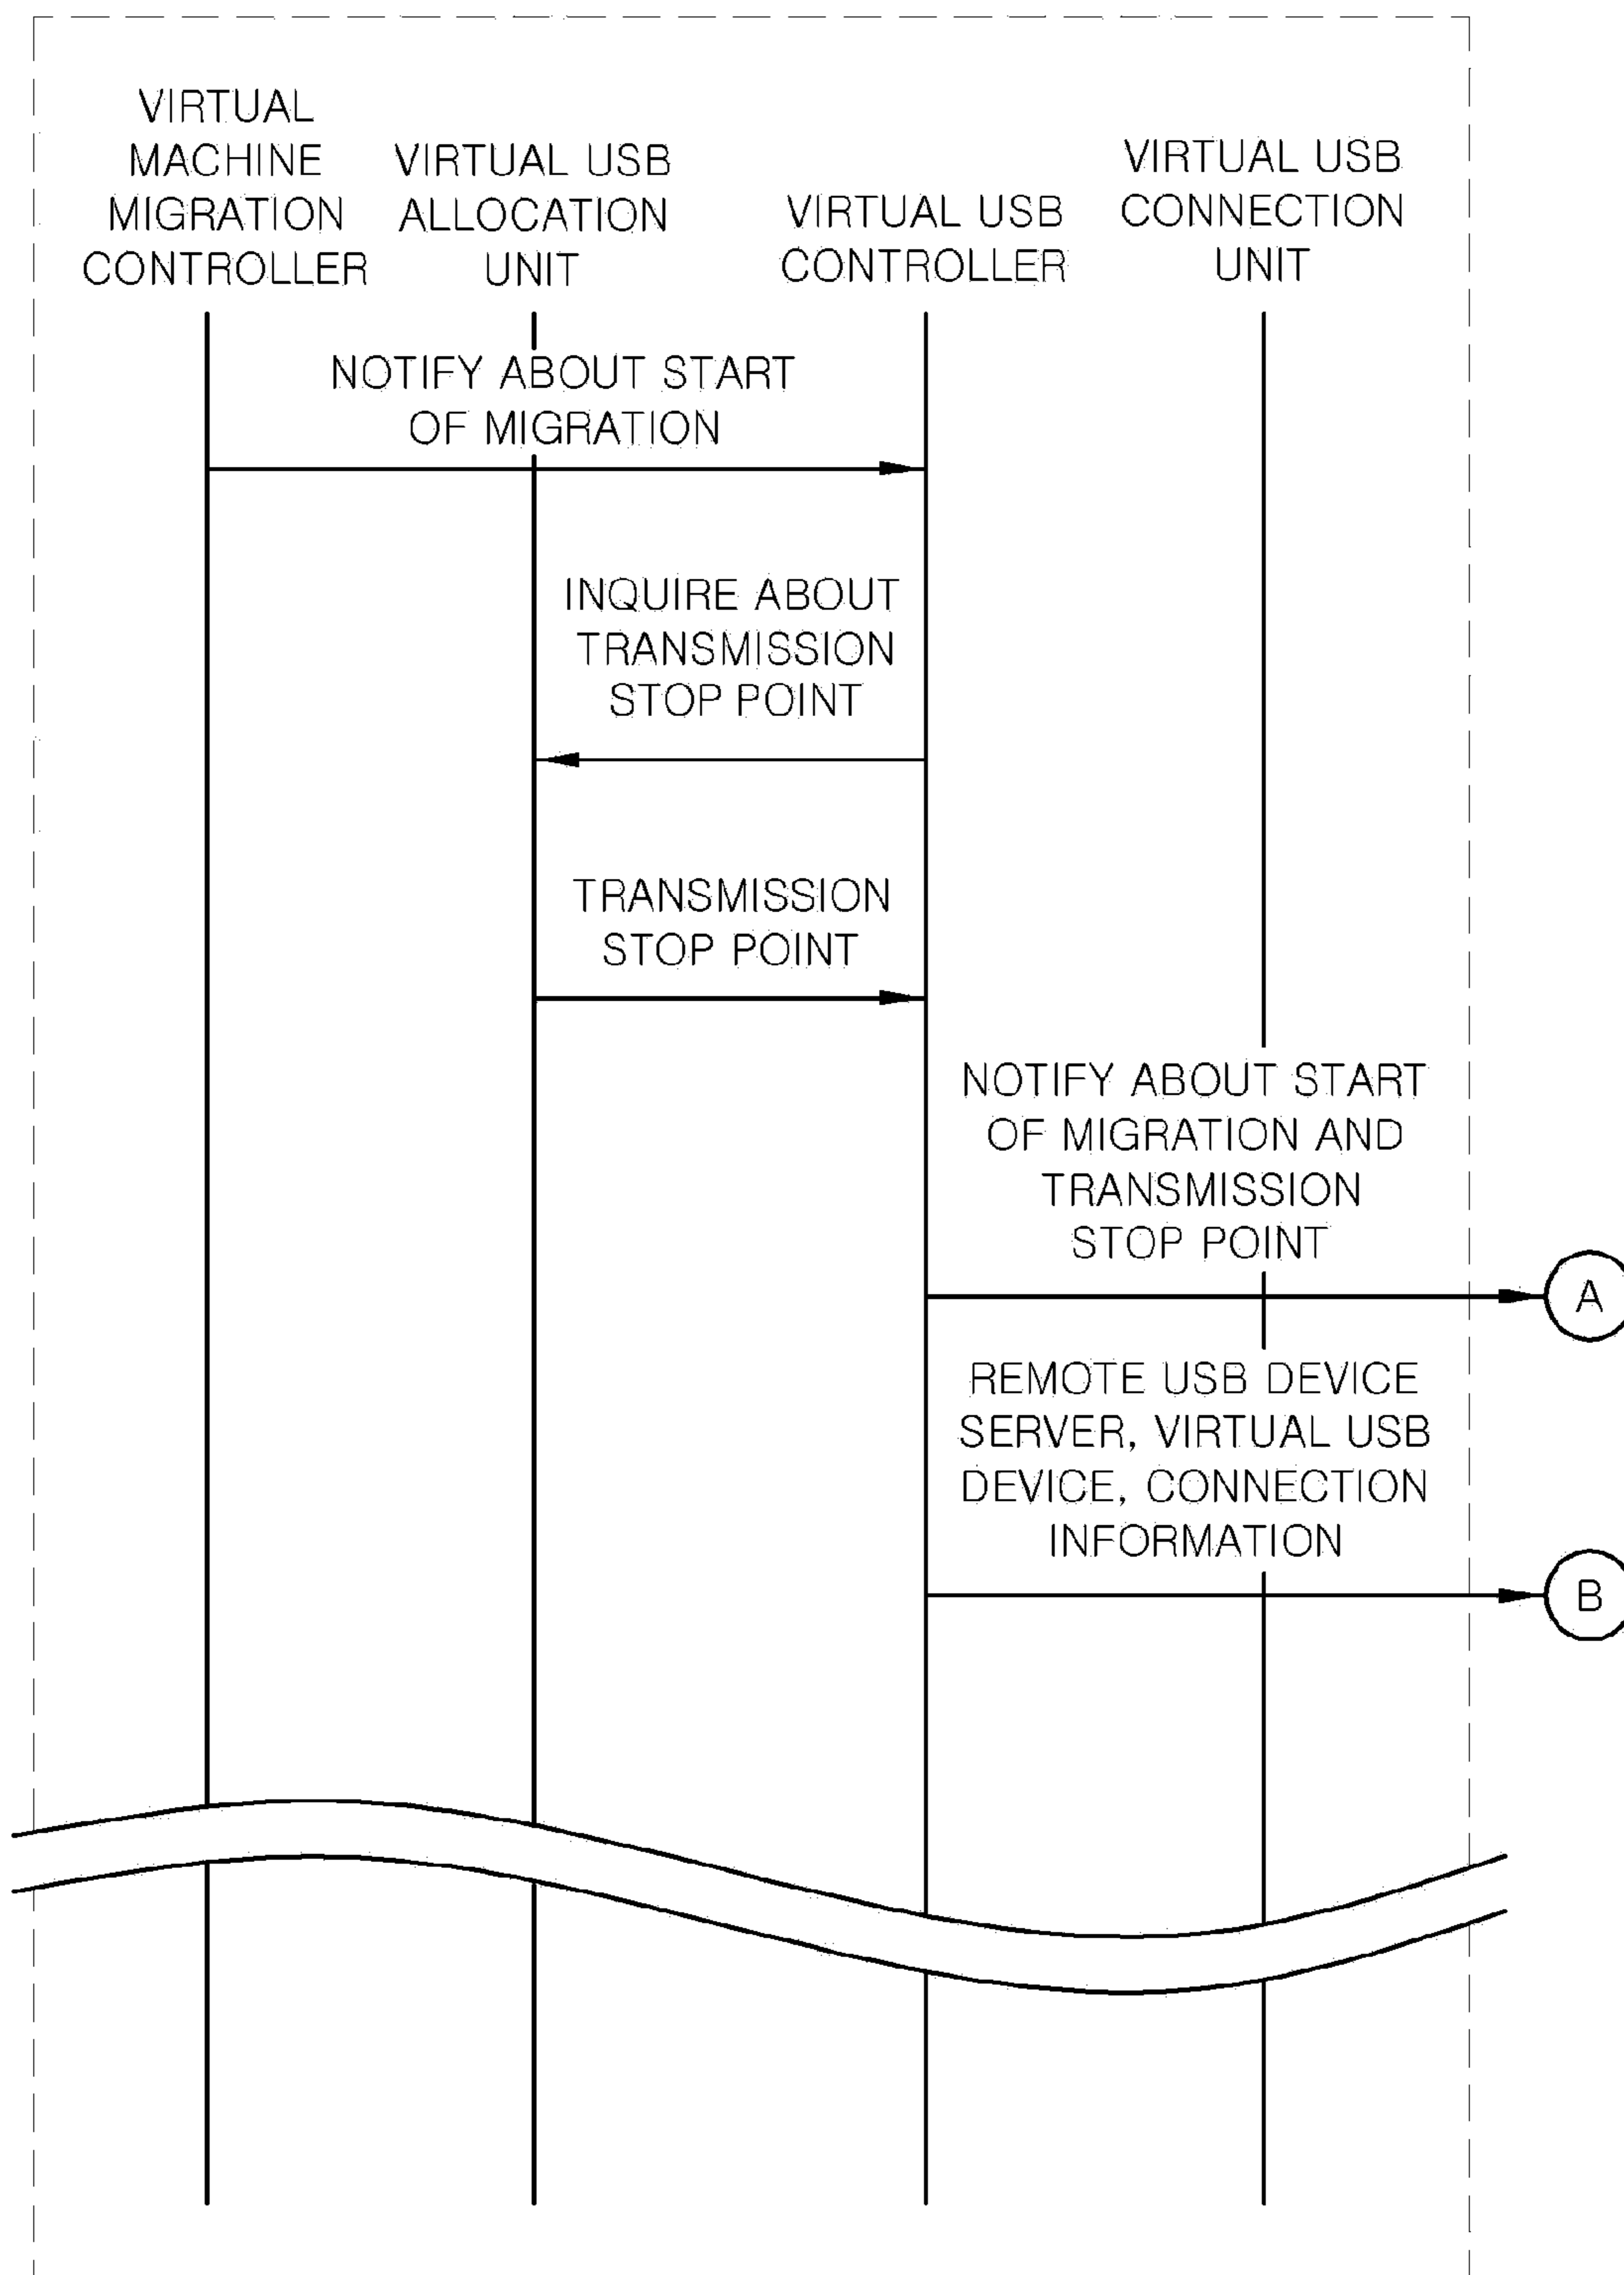 VIRTUAL
MACHINE
MIGRATION
CONTROLLER
VIRTUAL USB
ALLOCATION
UNIT
VIRTUAL USB
CONTROLLER
VIRTUAL USB
CONNECTION
UNIT
NOTIFY ABOUT START
OF MIGRATION
INQUIRE ABOUT
TRANSMISSION
STOP POINT
TRANSMISSION
STOP POINT
NOTIFY ABOUT START
OF MIGRATION AND
TRANSMISSION
STOP POINT
A
REMOTE USB DEVICE
SERVER, VIRTUAL USB
DEVICE, CONNECTION
INFORMATION
B